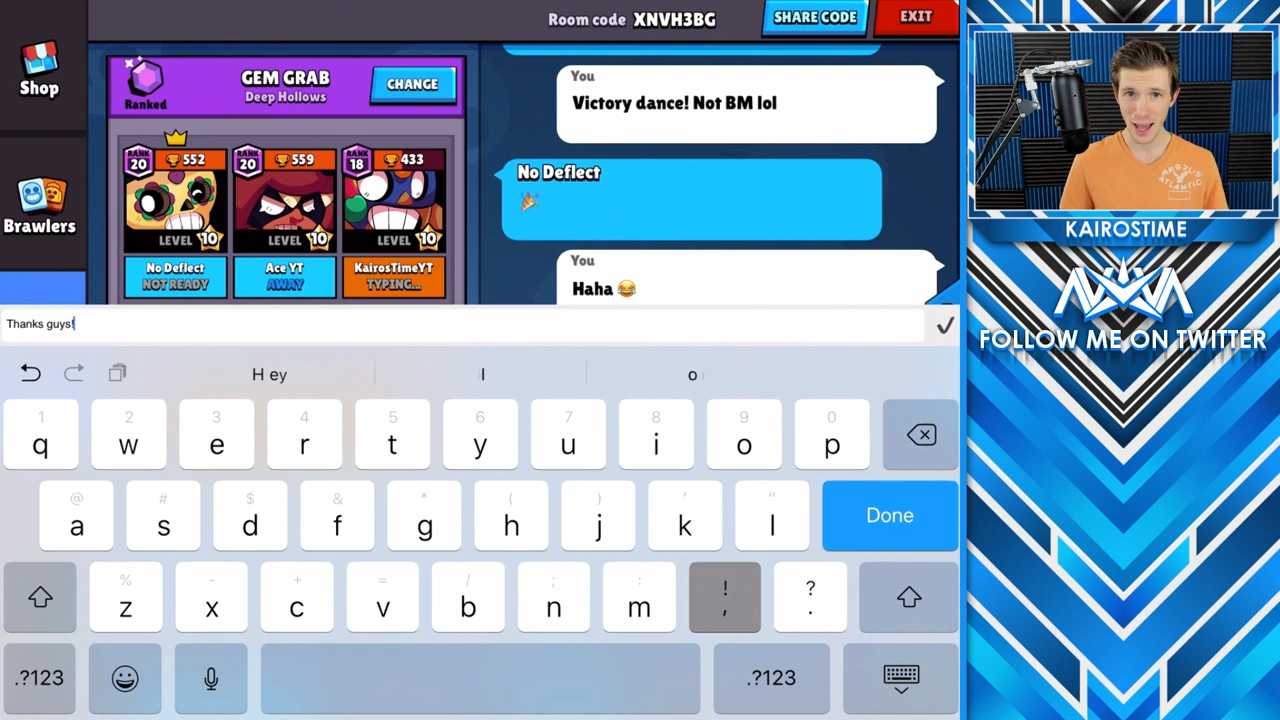 Room code XNVH3BG
SHARE CODE
EXIT
Shop
Brawlers
Ranked
GEM GRAB
Deep Hollows
CHANGE
RANK 20
552
LEVEL 10
No Deflect
NOT READY
RANK 20
559
LEVEL 10
Ace YT
AWAY
RANK 18
433
LEVEL 10
KairosTimeYT
TYPING...
You
Victory dance! Not BM lol
No Deflect
🎉
You
Haha 😂
Thanks guys!
H ey
I
o
1 2 3 4 5 6 7 8 9 0
q w e r t y u i o p
@ # $ & * ( ) ' "
a s d f g h j k l Done
% - + = / ; : ! ?
z x c v b n m , .
.?123
.?123
KAIROSTIME
FOLLOW ME ON TWITTER